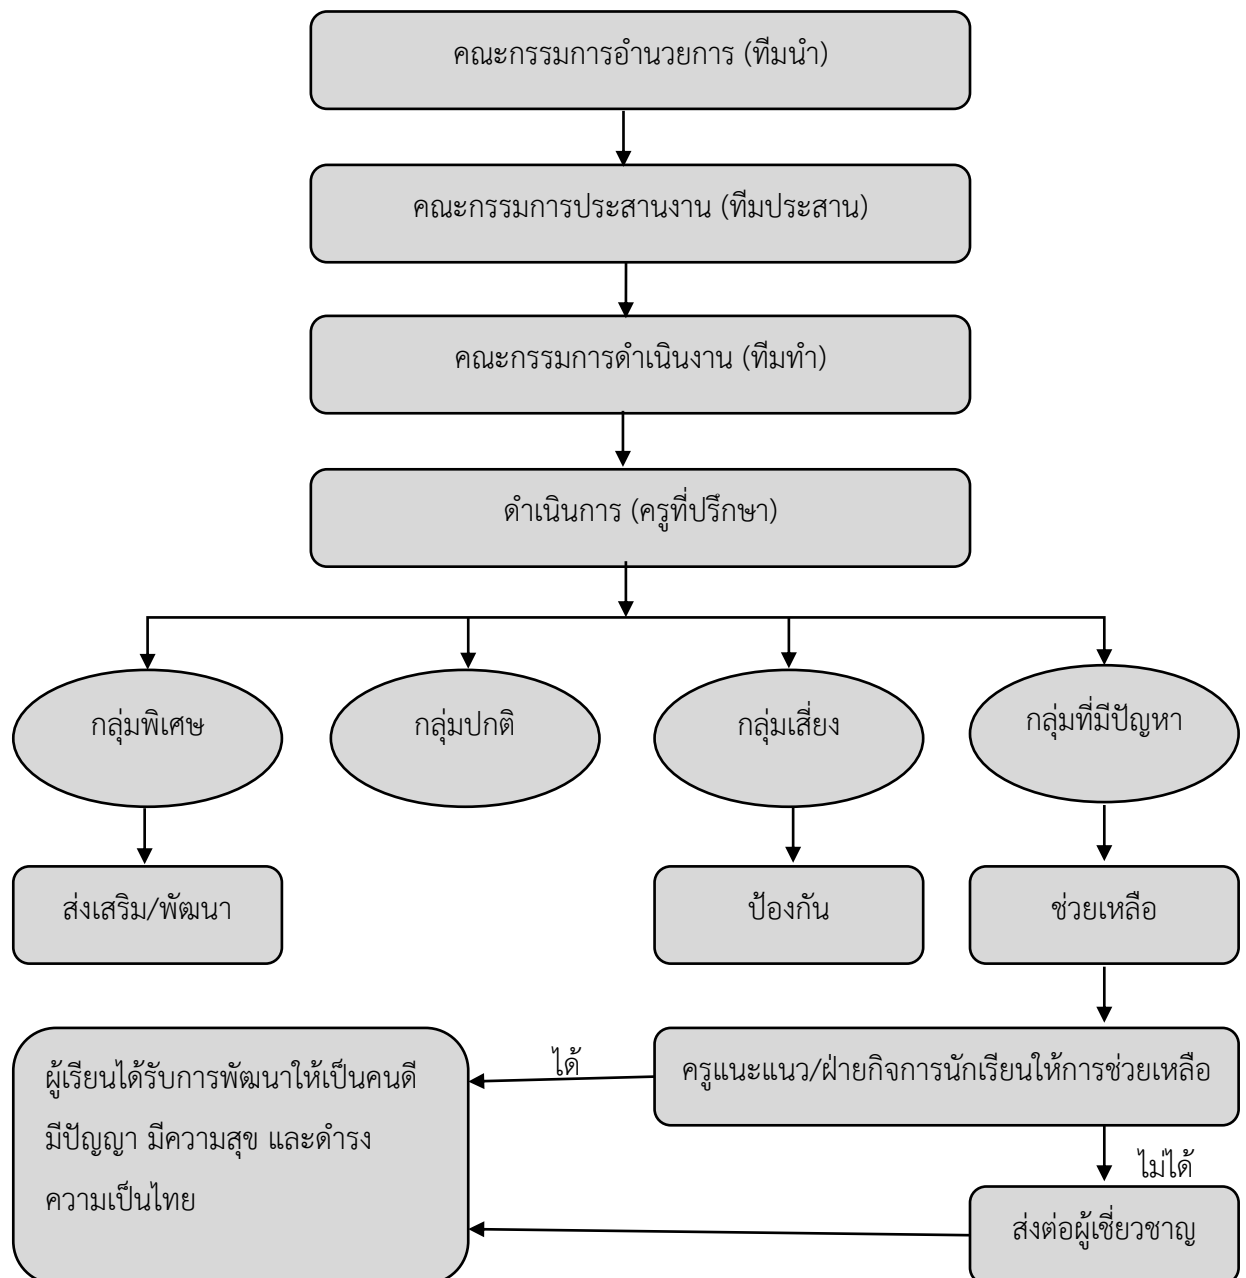 คณะกรรมการอำนวยการ (ทีมนำ)
คณะกรรมการประสานงาน (ทีมประสาน)
คณะกรรมการดำเนินงาน (ทีมทำ)
ดำเนินการ (ครูที่ปรึกษา)
กลุ่มพิเศษ
กลุ่มปกติ
กลุ่มเสี่ยง
กลุ่มที่มีปัญหา
ส่งเสริม/พัฒนา
ป้องกัน
ช่วยเหลือ
ครูแนะแนว/ฝ่ายกิจการนักเรียนให้การช่วยเหลือ
ได้
ผู้เรียนได้รับการพัฒนาให้เป็นคนดี
มีปัญญา มีความสุข และดำรง
ความเป็นไทย
ไม่ได้
ส่งต่อผู้เชี่ยวชาญ